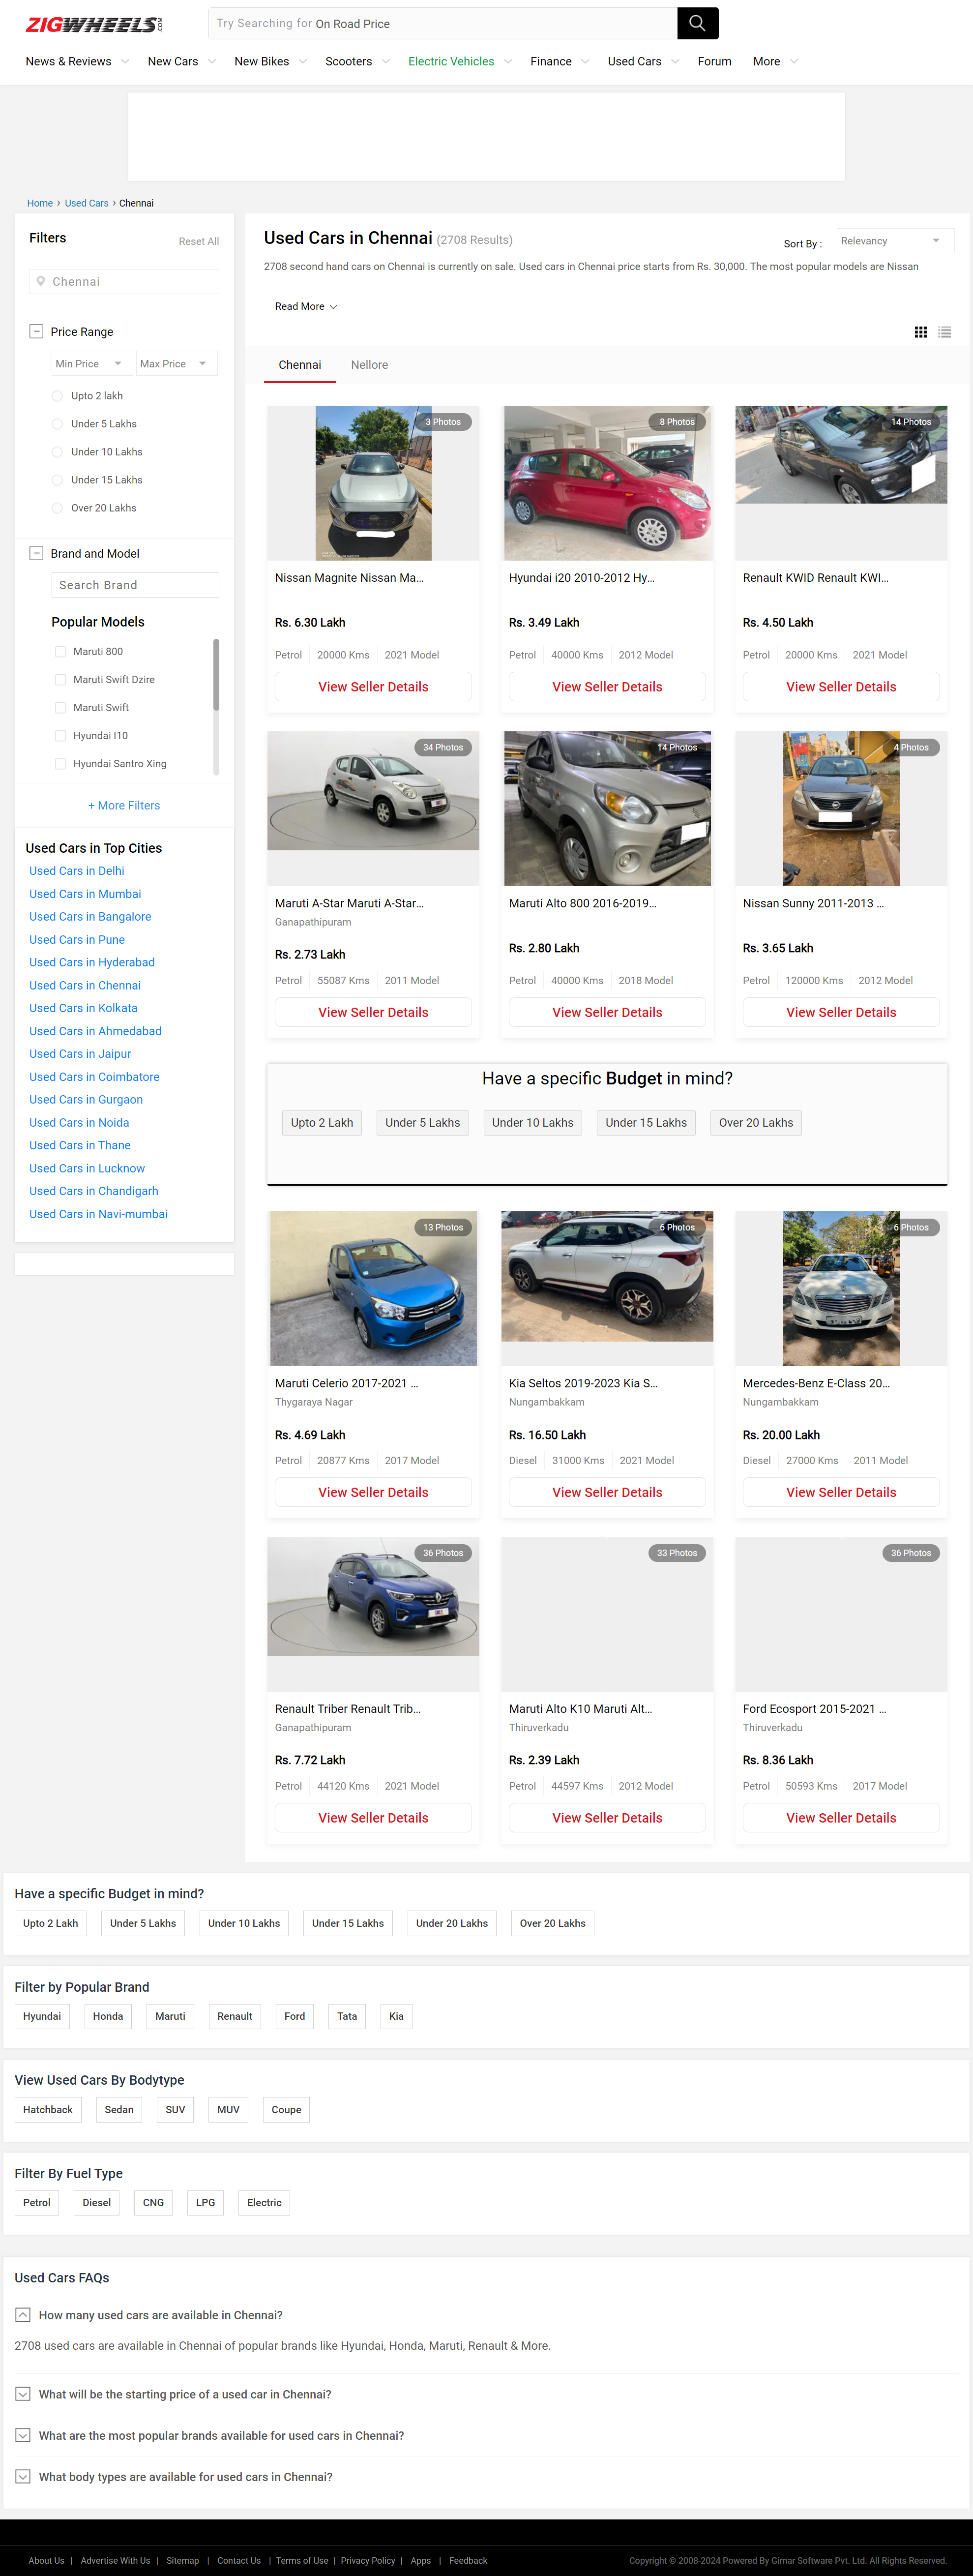 ZIGWHEELS.COM
Try Searching for On Road Price
News & Reviews New Cars New Bikes Scooters Electric Vehicles Finance Used Cars Forum More
Home › Used Cars › Chennai
Filters
Reset All
Chennai
Price Range
Min Price Max Price
Upto 2 lakh
Under 5 Lakhs
Under 10 Lakhs
Under 15 Lakhs
Over 20 Lakhs
Brand and Model
Search Brand
Popular Models
Maruti 800
Maruti Swift Dzire
Maruti Swift
Hyundai I10
Hyundai Santro Xing
+ More Filters
Used Cars in Top Cities
Used Cars in Delhi
Used Cars in Mumbai
Used Cars in Bangalore
Used Cars in Pune
Used Cars in Hyderabad
Used Cars in Chennai
Used Cars in Kolkata
Used Cars in Ahmedabad
Used Cars in Jaipur
Used Cars in Coimbatore
Used Cars in Gurgaon
Used Cars in Noida
Used Cars in Thane
Used Cars in Lucknow
Used Cars in Chandigarh
Used Cars in Navi-mumbai
Used Cars in Chennai (2708 Results)
Sort By : Relevancy
2708 second hand cars on Chennai is currently on sale. Used cars in Chennai price starts from Rs. 30,000. The most popular models are Nissan
Read More
Chennai Nellore
3 Photos
Nissan Magnite Nissan Ma...
Rs. 6.30 Lakh
Petrol 20000 Kms 2021 Model
View Seller Details
8 Photos
Hyundai i20 2010-2012 Hy...
Rs. 3.49 Lakh
Petrol 40000 Kms 2012 Model
View Seller Details
14 Photos
Renault KWID Renault KWI...
Rs. 4.50 Lakh
Petrol 20000 Kms 2021 Model
View Seller Details
34 Photos
Maruti A-Star Maruti A-Star...
Ganapathipuram
Rs. 2.73 Lakh
Petrol 55087 Kms 2011 Model
View Seller Details
14 Photos
Maruti Alto 800 2016-2019...
Rs. 2.80 Lakh
Petrol 40000 Kms 2018 Model
View Seller Details
4 Photos
Nissan Sunny 2011-2013 ...
Rs. 3.65 Lakh
Petrol 120000 Kms 2012 Model
View Seller Details
Have a specific Budget in mind?
Upto 2 Lakh Under 5 Lakhs Under 10 Lakhs Under 15 Lakhs Over 20 Lakhs
13 Photos
Maruti Celerio 2017-2021 ...
Thygaraya Nagar
Rs. 4.69 Lakh
Petrol 20877 Kms 2017 Model
View Seller Details
6 Photos
Kia Seltos 2019-2023 Kia S...
Nungambakkam
Rs. 16.50 Lakh
Diesel 31000 Kms 2021 Model
View Seller Details
6 Photos
Mercedes-Benz E-Class 20...
Nungambakkam
Rs. 20.00 Lakh
Diesel 27000 Kms 2011 Model
View Seller Details
36 Photos
Renault Triber Renault Trib...
Ganapathipuram
Rs. 7.72 Lakh
Petrol 44120 Kms 2021 Model
View Seller Details
33 Photos
Maruti Alto K10 Maruti Alt...
Thiruverkadu
Rs. 2.39 Lakh
Petrol 44597 Kms 2012 Model
View Seller Details
36 Photos
Ford Ecosport 2015-2021 ...
Thiruverkadu
Rs. 8.36 Lakh
Petrol 50593 Kms 2017 Model
View Seller Details
Have a specific Budget in mind?
Upto 2 Lakh Under 5 Lakhs Under 10 Lakhs Under 15 Lakhs Under 20 Lakhs Over 20 Lakhs
Filter by Popular Brand
Hyundai Honda Maruti Renault Ford Tata Kia
View Used Cars By Bodytype
Hatchback Sedan SUV MUV Coupe
Filter By Fuel Type
Petrol Diesel CNG LPG Electric
Used Cars FAQs
How many used cars are available in Chennai?
2708 used cars are available in Chennai of popular brands like Hyundai, Honda, Maruti, Renault & More.
What will be the starting price of a used car in Chennai?
What are the most popular brands available for used cars in Chennai?
What body types are available for used cars in Chennai?
About Us | Advertise With Us | Sitemap | Contact Us | Terms of Use | Privacy Policy | Apps | Feedback
Copyright © 2008-2024 Powered By Girnar Software Pvt. Ltd. All Rights Reserved.